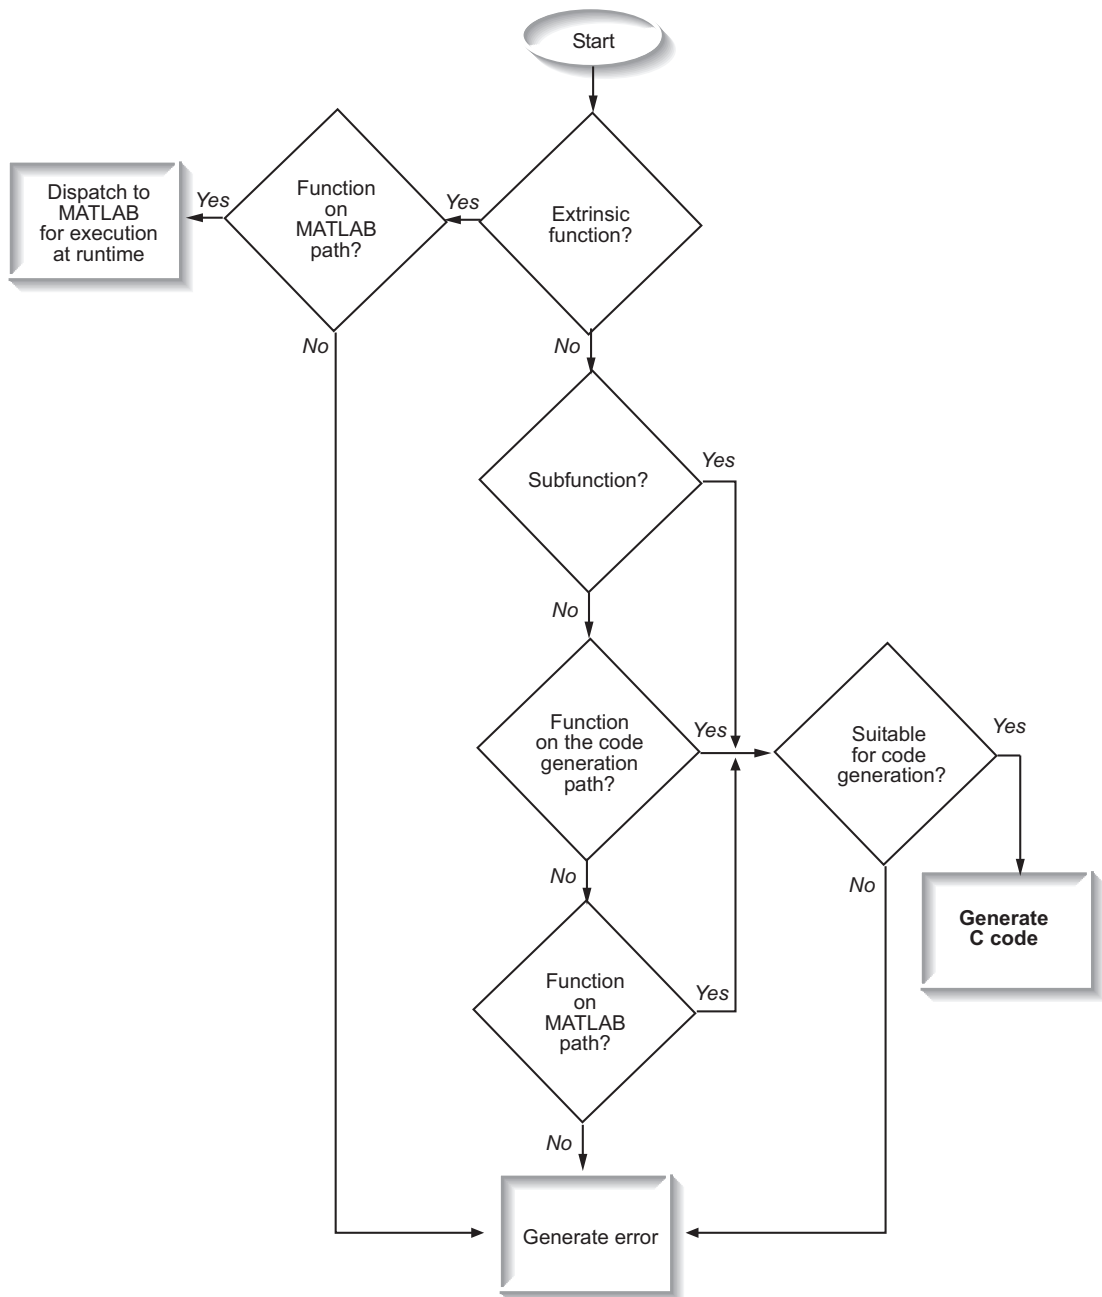 Start
Extrinsic
function?
Yes
Function
on
MATLAB
path?
Yes
Dispatch to
MATLAB
for execution
at runtime
No
No
Subfunction?
Yes
No
Function
on the code
generation
path?
Yes
Suitable
for code
generation?
Yes
No
No
Generate
C code
Function
on
MATLAB
path?
Yes
No
Generate error